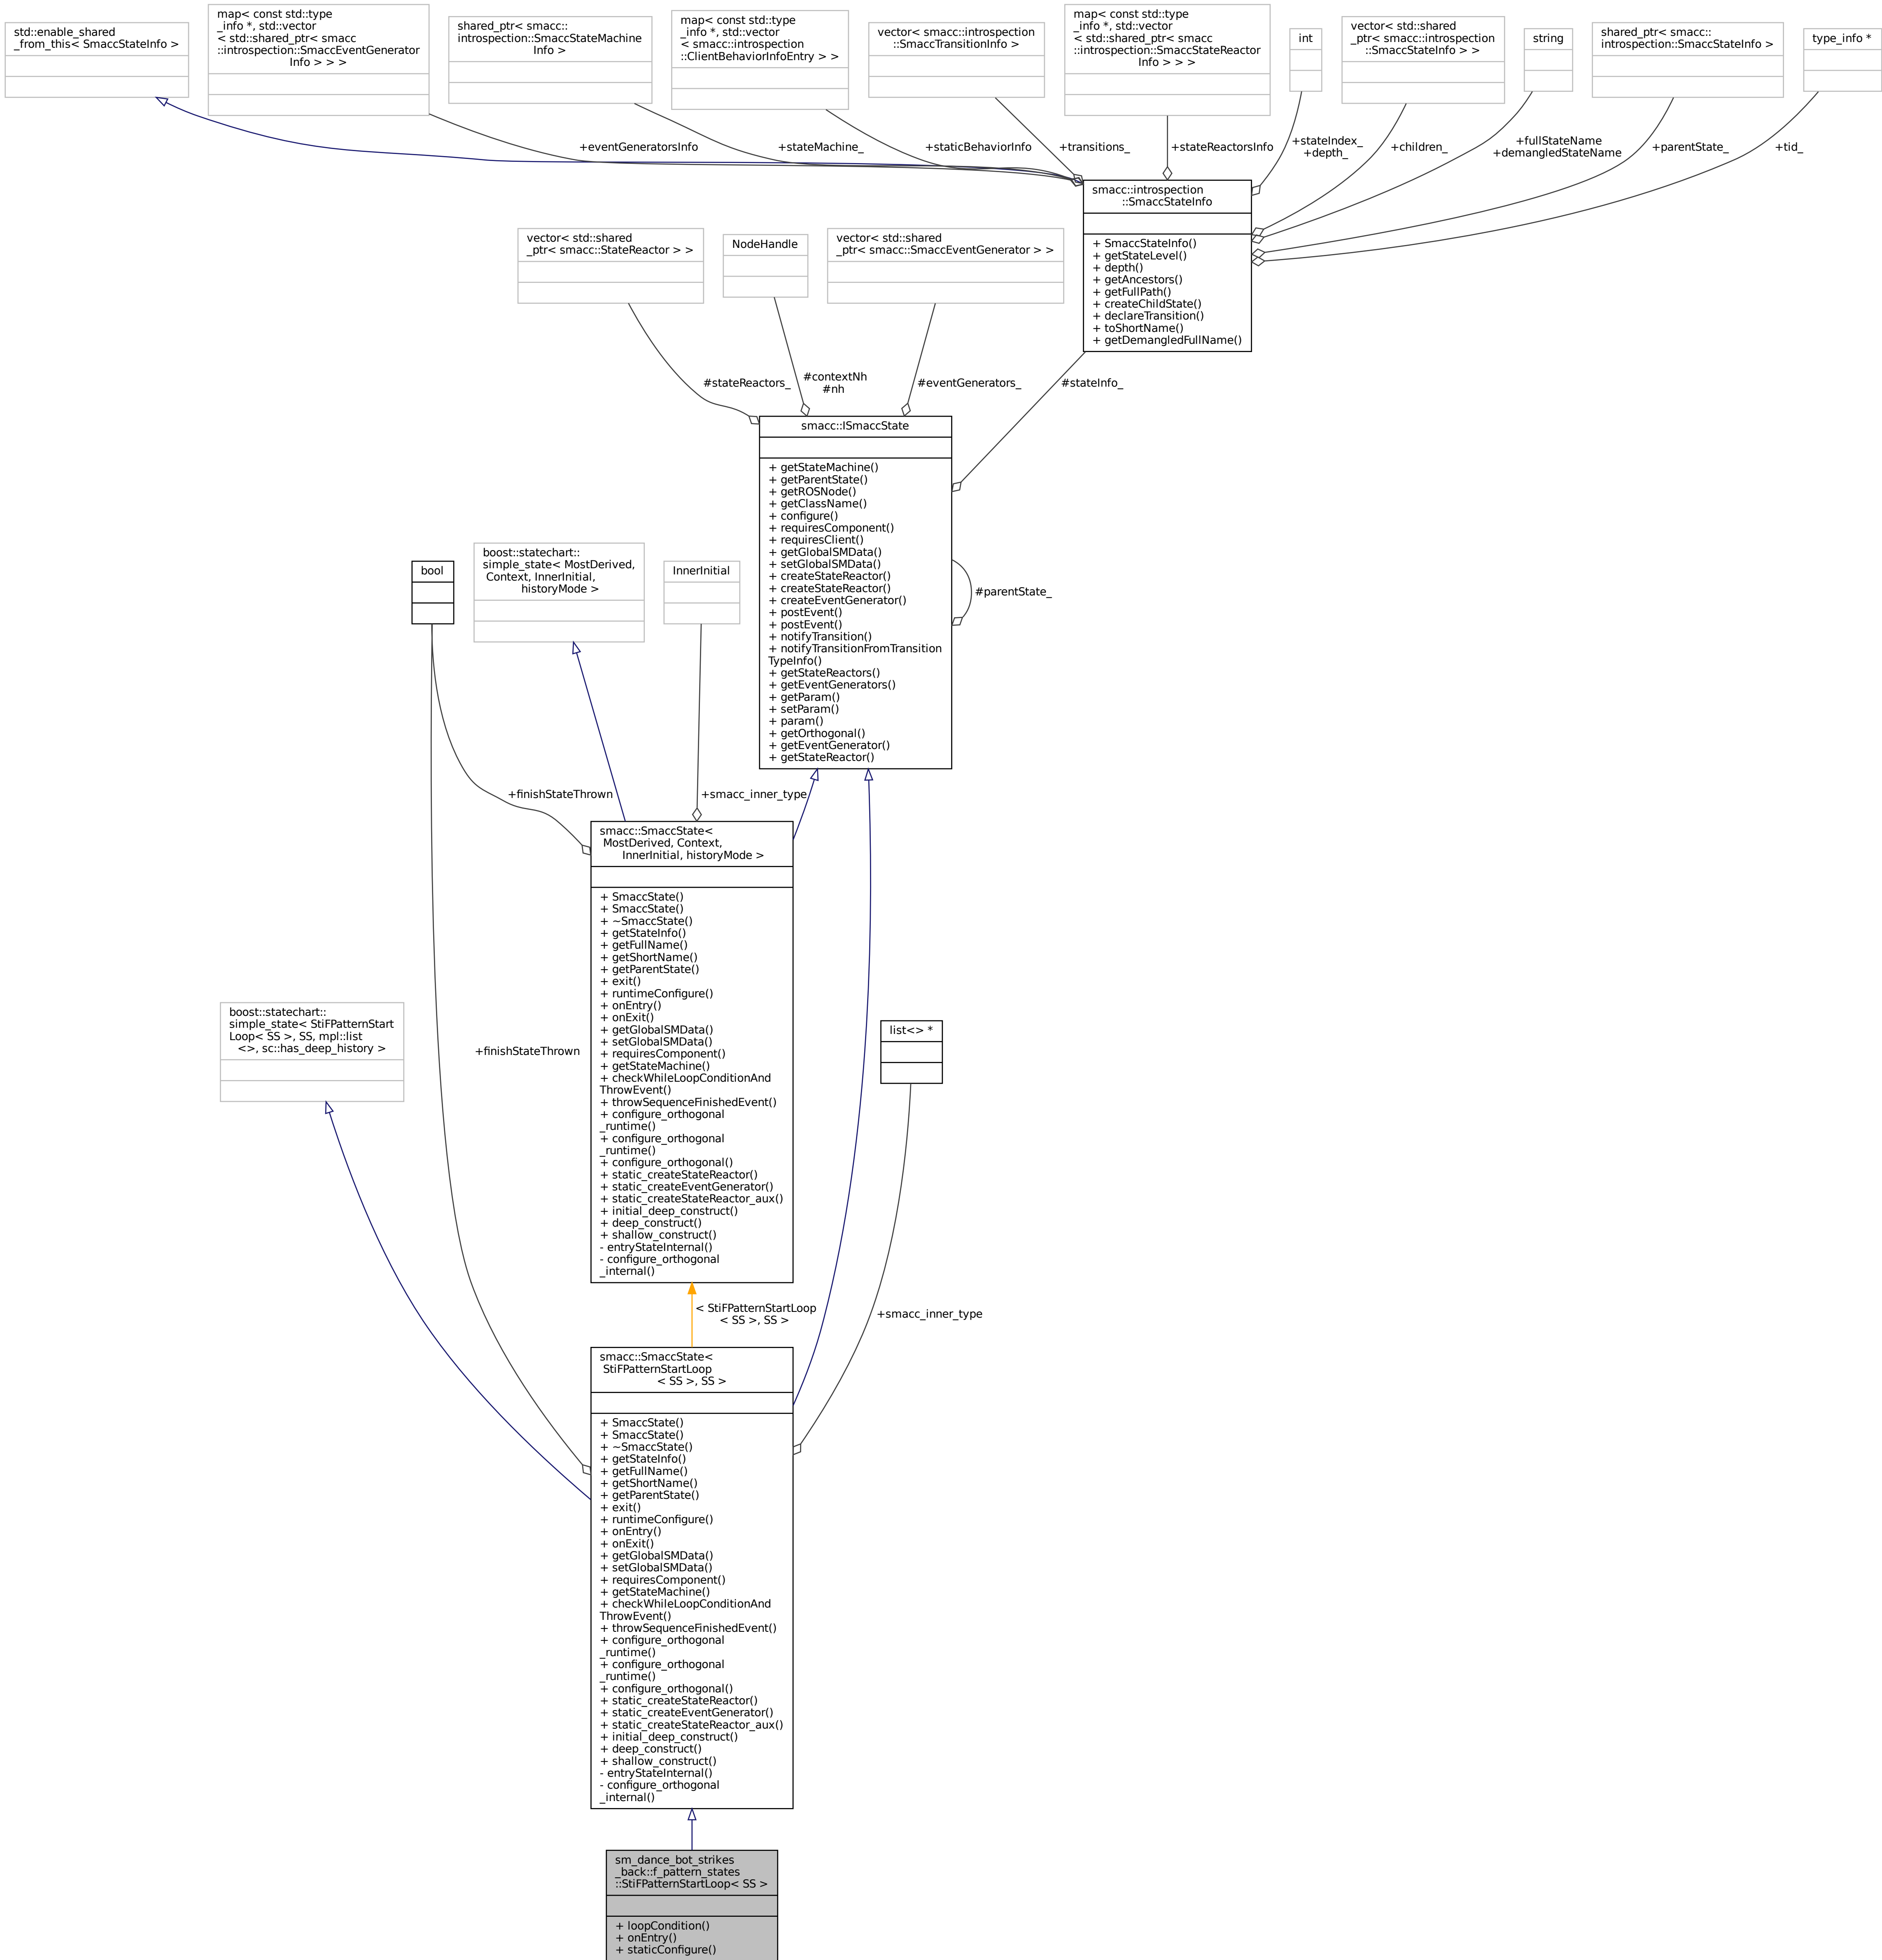 std::enable_shared
_from_this< SmaccStateInfo >
map< const std::type
_info *, std::vector
< std::shared_ptr< smacc
::introspection::SmaccEventGenerator
Info > > >
shared_ptr< smacc::
introspection::SmaccStateMachine
Info >
map< const std::type
_info *, std::vector
< smacc::introspection
::ClientBehaviorInfoEntry > >
vector< smacc::introspection
::SmaccTransitionInfo >
map< const std::type
_info *, std::vector
< std::shared_ptr< smacc
::introspection::SmaccStateReactor
Info > > >
int
vector< std::shared
_ptr< smacc::introspection
::SmaccStateInfo > >
string
shared_ptr< smacc::
introspection::SmaccStateInfo >
type_info *
+eventGeneratorsInfo
+stateMachine_
+staticBehaviorInfo
+transitions_
+stateReactorsInfo
+stateIndex_
+depth_
+children_
+fullStateName
+demangledStateName
+parentState_
+tid_
smacc::introspection
::SmaccStateInfo
+ SmaccStateInfo()
+ getStateLevel()
+ depth()
+ getAncestors()
+ getFullPath()
+ createChildState()
+ declareTransition()
+ toShortName()
+ getDemangledFullName()
vector< std::shared
_ptr< smacc::StateReactor > >
NodeHandle
vector< std::shared
_ptr< smacc::SmaccEventGenerator > >
#stateReactors_
#contextNh
#nh
#eventGenerators_
#stateInfo_
smacc::ISmaccState
+ getStateMachine()
+ getParentState()
+ getROSNode()
+ getClassName()
+ configure()
+ requiresComponent()
+ requiresClient()
+ getGlobalSMData()
+ setGlobalSMData()
+ createStateReactor()
+ createStateReactor()
+ createEventGenerator()
+ postEvent()
+ postEvent()
+ notifyTransition()
+ notifyTransitionFromTransition
TypeInfo()
+ getStateReactors()
+ getEventGenerators()
+ getParam()
+ setParam()
+ param()
+ getOrthogonal()
+ getEventGenerator()
+ getStateReactor()
#parentState_
bool
boost::statechart::
simple_state< MostDerived,
Context, InnerInitial,
historyMode >
InnerInitial
+finishStateThrown
+smacc_inner_type
smacc::SmaccState<
MostDerived, Context,
InnerInitial, historyMode >
+ SmaccState()
+ SmaccState()
+ ~SmaccState()
+ getStateInfo()
+ getFullName()
+ getShortName()
+ getParentState()
+ exit()
+ runtimeConfigure()
+ onEntry()
+ onExit()
+ getGlobalSMData()
+ setGlobalSMData()
+ requiresComponent()
+ getStateMachine()
+ checkWhileLoopConditionAnd
ThrowEvent()
+ throwSequenceFinishedEvent()
+ configure_orthogonal
_runtime()
+ configure_orthogonal
_runtime()
+ configure_orthogonal()
+ static_createStateReactor()
+ static_createEventGenerator()
+ static_createStateReactor_aux()
+ initial_deep_construct()
+ deep_construct()
+ shallow_construct()
- entryStateInternal()
- configure_orthogonal
_internal()
boost::statechart::
simple_state< StiFPatternStart
Loop< SS >, SS, mpl::list
<>, sc::has_deep_history >
+finishStateThrown
list<> *
< StiFPatternStartLoop
< SS >, SS >
+smacc_inner_type
smacc::SmaccState<
StiFPatternStartLoop
< SS >, SS >
+ SmaccState()
+ SmaccState()
+ ~SmaccState()
+ getStateInfo()
+ getFullName()
+ getShortName()
+ getParentState()
+ exit()
+ runtimeConfigure()
+ onEntry()
+ onExit()
+ getGlobalSMData()
+ setGlobalSMData()
+ requiresComponent()
+ getStateMachine()
+ checkWhileLoopConditionAnd
ThrowEvent()
+ throwSequenceFinishedEvent()
+ configure_orthogonal
_runtime()
+ configure_orthogonal
_runtime()
+ configure_orthogonal()
+ static_createStateReactor()
+ static_createEventGenerator()
+ static_createStateReactor_aux()
+ initial_deep_construct()
+ deep_construct()
+ shallow_construct()
- entryStateInternal()
- configure_orthogonal
_internal()
sm_dance_bot_strikes
_back::f_pattern_states
::StiFPatternStartLoop< SS >
+ loopCondition()
+ onEntry()
+ staticConfigure()